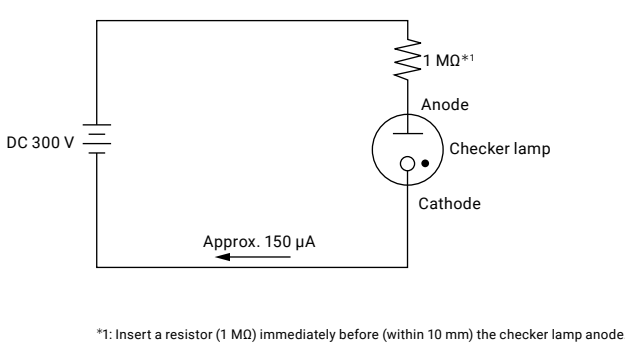 1 MΩ*1
Anode
DC 300 V
Checker lamp
Cathode
Approx. 150 μA
*1: Insert a resistor (1 MΩ) immediately before (within 10 mm) the checker lamp anode